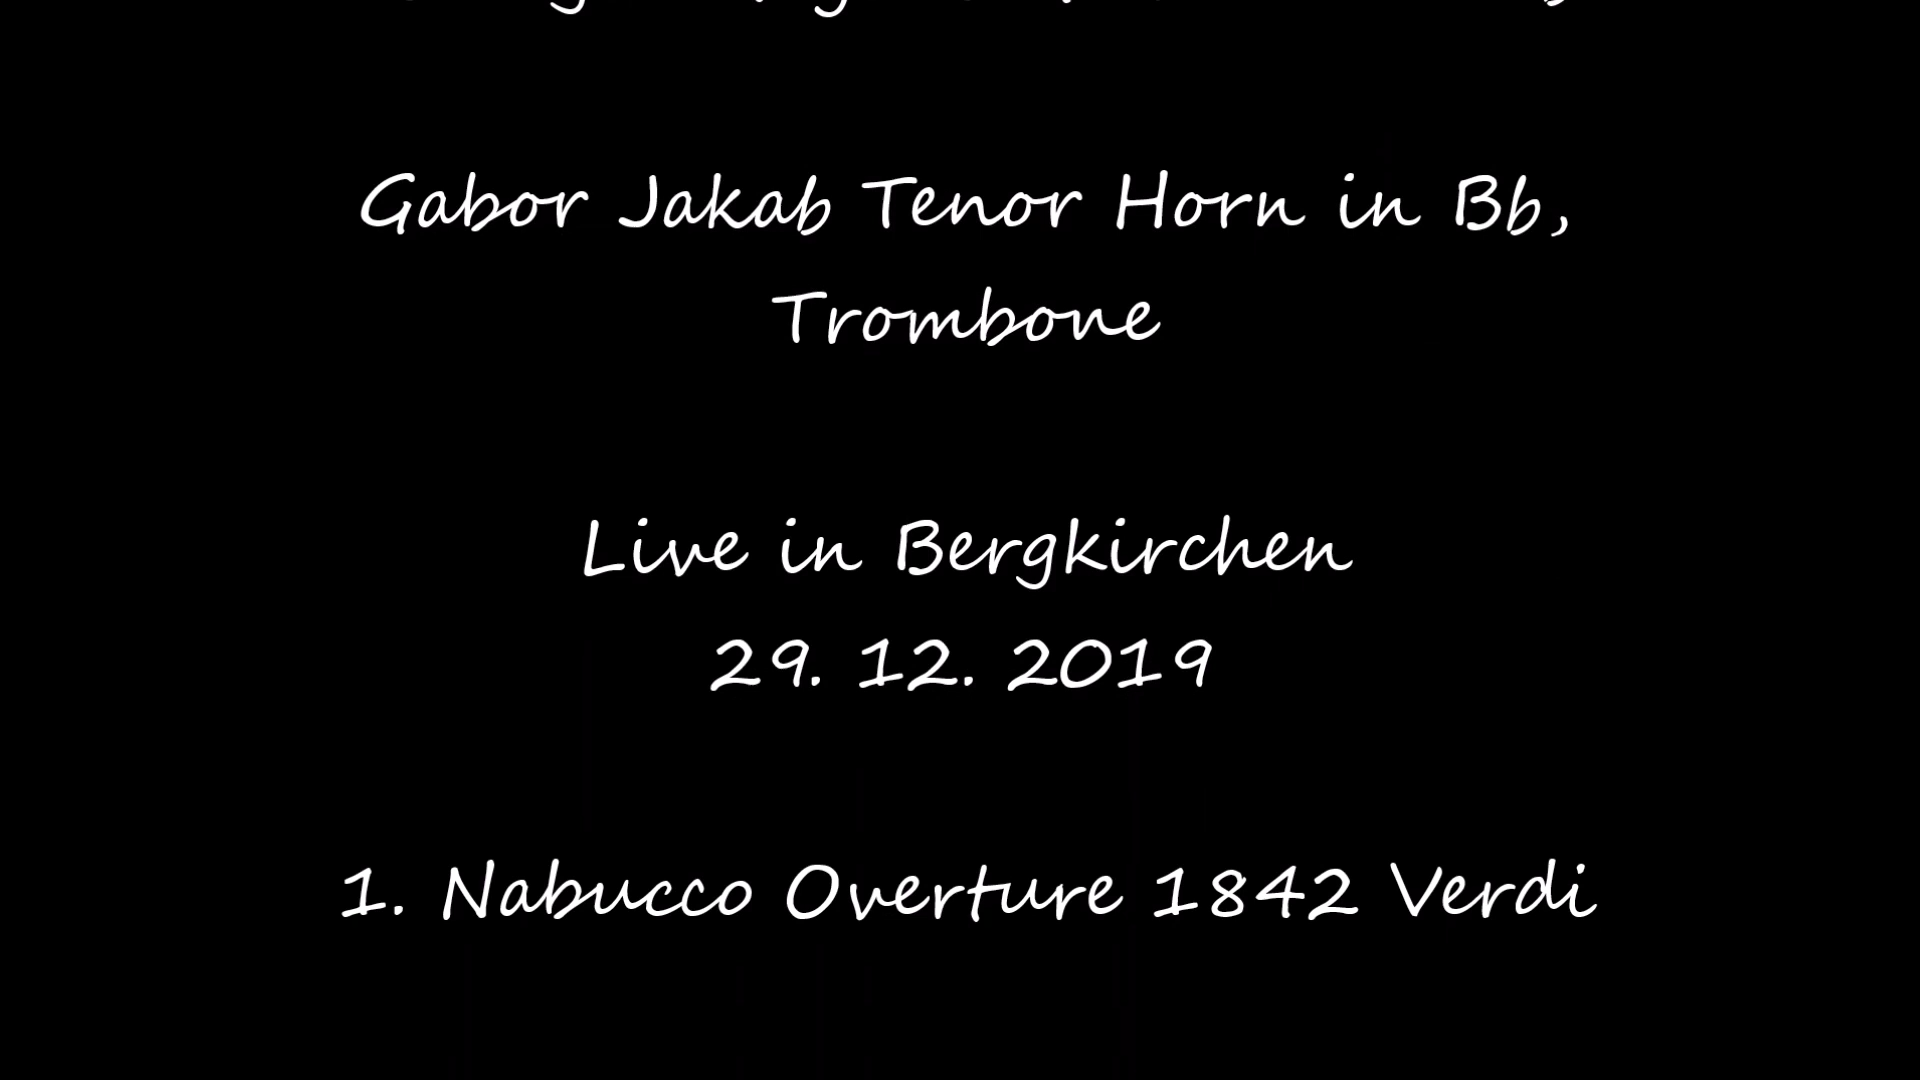 Gabor Jakab Tenor Horn in Bb,
Trombone
Live in Bergkirchen
29. 12. 2019
1. Nabucco Overture 1842 Verdi